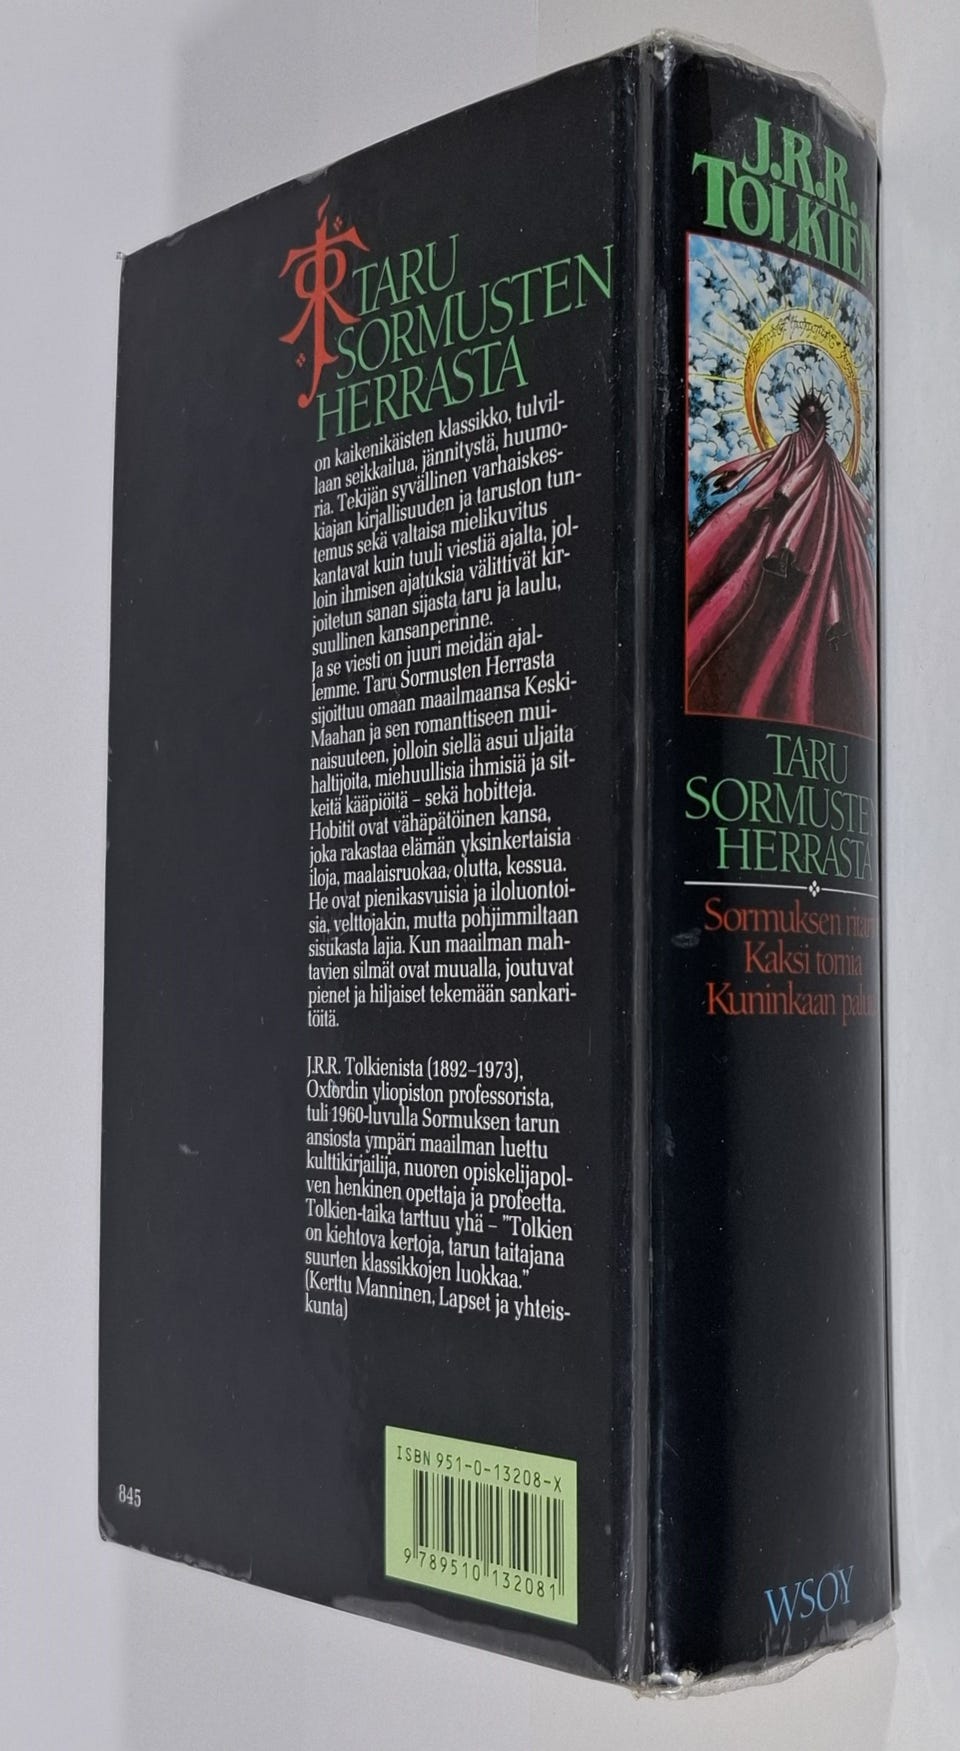 TARU
SORMUSTEN
HERRASTA
on kaikenikäisten klassikko, tulvil-
laan seikkailua, jännitystä, huumo-
ria. Tekijän syvällinen varhaiskes-
kiajan kirjallisuuden ja taruston tun-
temus sekä valtaisa mielikuvitus
kantavat kuin tuuli viestiä ajalta, jol-
loin ihmisen ajatuksia välittivät kir-
joitetun sanan sijasta taru ja laulu,
suullinen kansanperinne.
Ja se viesti on juuri meidän ajal-
lemme. Taru Sormusten Herrasta
sijoittuu omaan maailmaansa Keski-
Maahan ja sen romanttiseen mui-
naisuuteen, jolloin siellä asui uljaita
haltijoita, miehuullisia ihmisiä ja sit-
keitä kääpiöitä – sekä hobitteja.
Hobitit ovat vähäpätöinen kansa,
joka rakastaa elämän yksinkertaisia
iloja, maalaisruokaa, olutta, kessua.
He ovat pienikasvuisia ja iloluontoi-
sia, velttojakin, mutta pohjimmiltaan
sisukasta lajia. Kun maailman mah-
tavien silmät ovat muualla, joutuvat
pienet ja hiljaiset tekemään sankari-
töitä.
J.R.R. Tolkienista (1892–1973),
Oxfordin yliopiston professorista,
tuli 1960-luvulla Sormuksen tarun
ansiosta ympäri maailman luettu
kulttikirjailija, nuoren opiskelijapol-
ven henkinen opettaja ja profeetta.
Tolkien-taika tarttuu yhä – ”Tolkien
on kiehtova kertoja, tarun taitajana
suurten klassikkojen luokkaa.”
(Kerttu Manninen, Lapset ja yhteis-
kunta)
845
ISBN 951-0-13208-X
9 789510 132081
J.R.R.
TOLKIEN
TARU
SORMUSTEN
HERRASTA
Sormuksen
Kaksi tornia
Kuninkaan
WSOY